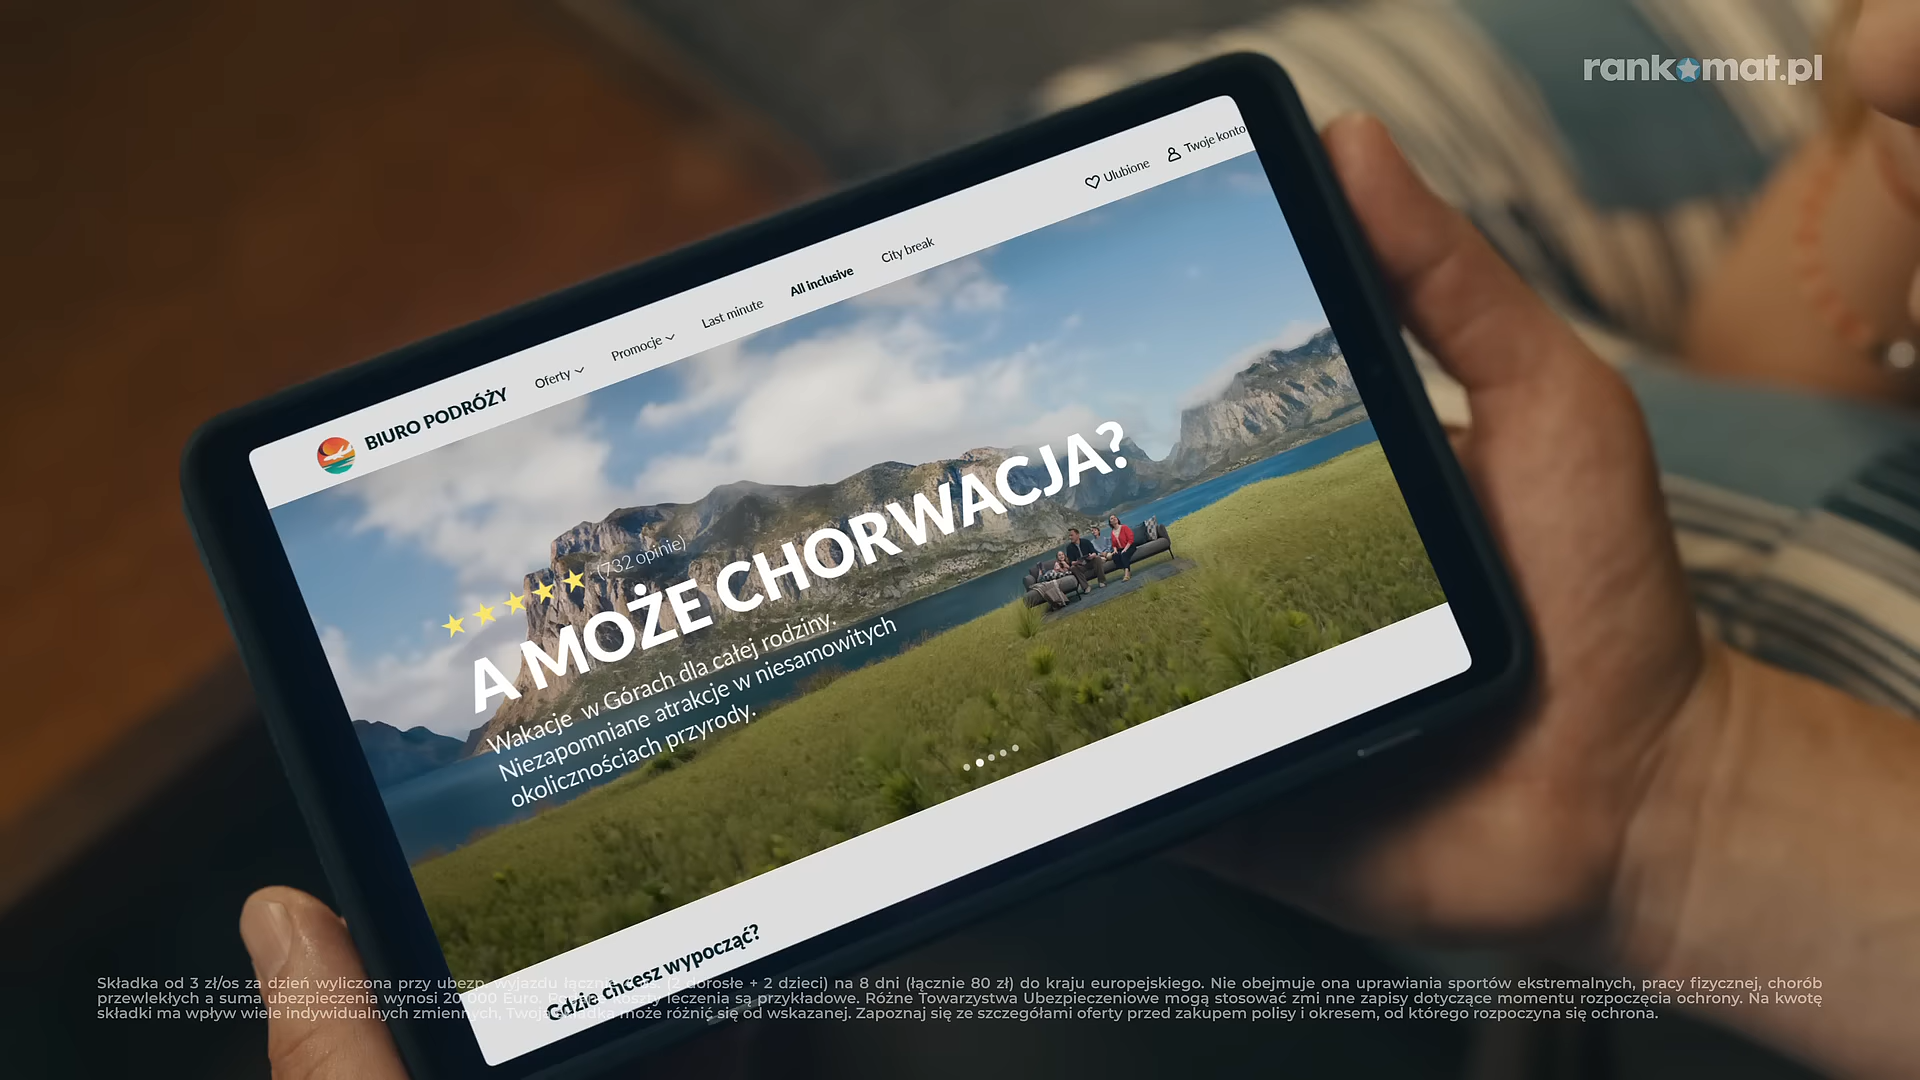 rankomat.pl
Ulubione
Twoje konto
BIURO PODRÓŻY
Oferty
Promocje
Last minute
All inclusive
City break
(732 opinie)
A MOŻE CHORWACJA?
Wakacje w Górach dla całej rodziny.
Niezapomniane atrakcje w niesamowitych
okolicznościach przyrody.
Gdzie chcesz wypocząć?
Składka od 3 zł/os za dzień wyliczona przy ubezp. wyjazdu (2 dorosłe + 2 dzieci) na 8 dni (łącznie 80 zł) do kraju europejskiego. Nie obejmuje ona uprawiania sportów ekstremalnych, pracy fizycznej, chorób
przewlekłych a suma ubezpieczenia wynosi 20 000 Euro. koszty leczenia są przykładowe. Różne Towarzystwa Ubezpieczeniowe mogą stosować zmi nne zapisy dotyczące momentu rozpoczęcia ochrony. Na kwotę
składki ma wpływ wiele indywidualnych zmiennych, Twoja składka może różnić się od wskazanej. Zapoznaj się ze szczegółami oferty przed zakupem polisy i okresem, od którego rozpoczyna się ochrona.